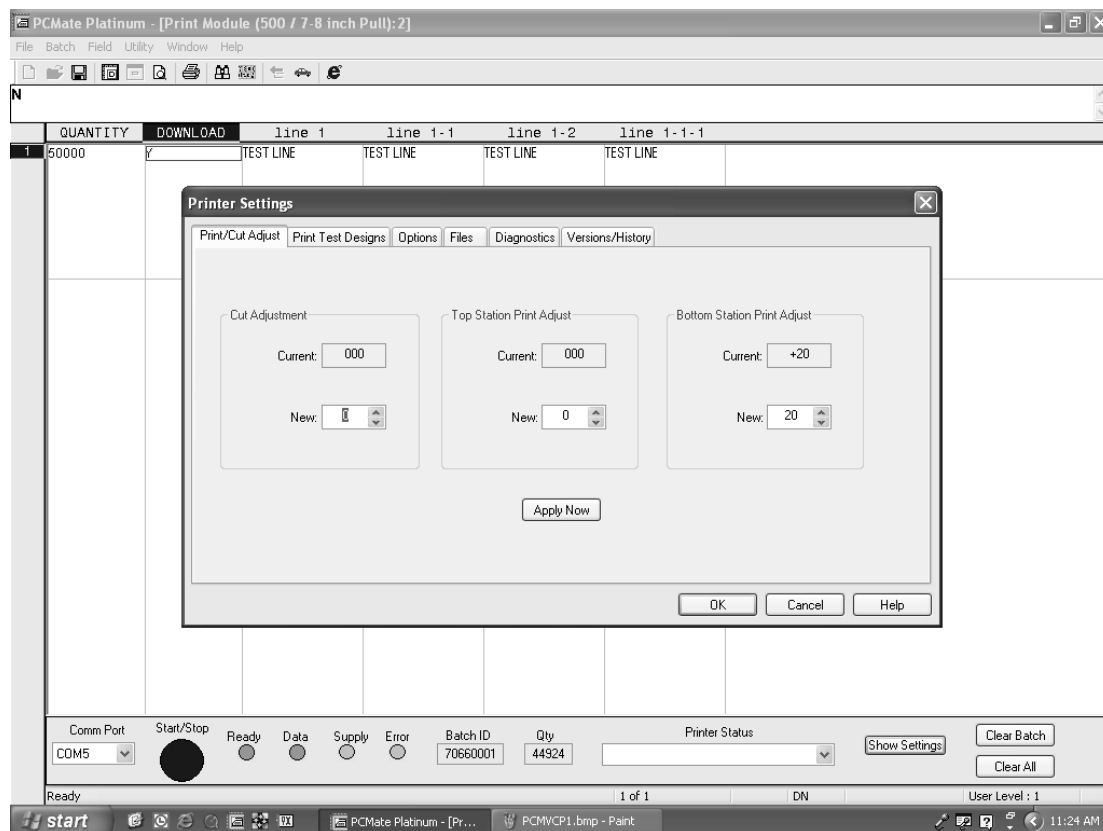 PCMate Platinum - [Print Module (500 / 7-8 inch Pull):2]
File Batch Field Utility Window Help
N
QUANTITY DOWNLOAD line 1 line 1-1 line 1-2 line 1-1-1
1 50000 Y TEST LINE TEST LINE TEST LINE TEST LINE
Printer Settings
Print/Cut Adjust Print Test Designs Options Files Diagnostics Versions/History
Cut Adjustment Top Station Print Adjust Bottom Station Print Adjust
Current: 000 Current: 000 Current: +20
New: 0 New: 0 New: 20
Apply Now
OK Cancel Help
Comm Port Start/Stop Ready Data Supply Error Batch ID Qty Printer Status
COM5 70660001 44924 Show Settings
Clear Batch
Clear All
Ready 1 of 1 DN User Level : 1
start PCMate Platinum - [Pr... PCMVCP1.bmp - Paint 11:24 AM